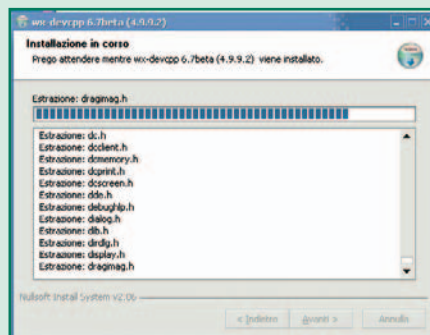 wx-devcpp 6.7beta (4.9.9.2)
Installazione in corso
Prego attendere mentre wx-devcpp 6.7beta (4.9.9.2) viene installato.
Estrazione: dragimag.h
Estrazione: dc.h
Estrazione: dcclient.h
Estrazione: dcmemory.h
Estrazione: dcprint.h
Estrazione: dcscreen.h
Estrazione: dde.h
Estrazione: debughlp.h
Estrazione: dialog.h
Estrazione: dib.h
Estrazione: dirdlg.h
Estrazione: display.h
Estrazione: dragimag.h
Nullsoft Install System v2.06
< Indietro Avanti > Annulla